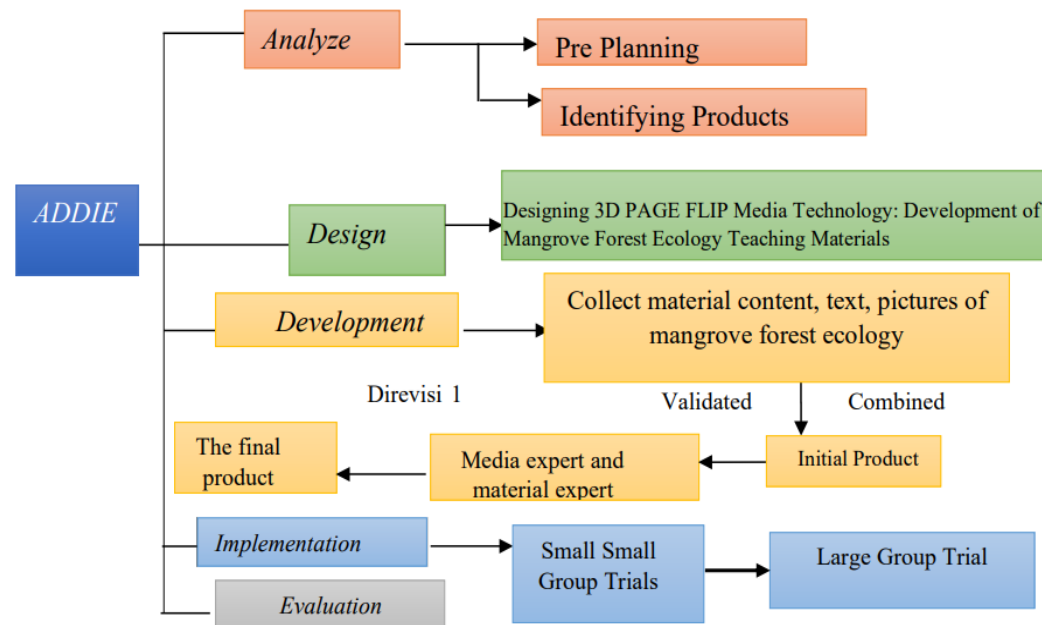 Analyze
Pre Planning
Identifying Products
ADDIE
Design
Designing 3D PAGE FLIP Media Technology: Development of
Mangrove Forest Ecology Teaching Materials
Development
Collect material content, text, pictures of
mangrove forest ecology
Direvisi 1
Validated
Combined
The final
product
Media expert and
material expert
Initial Product
Implementation
Small Small
Group Trials
Large Group Trial
Evaluation